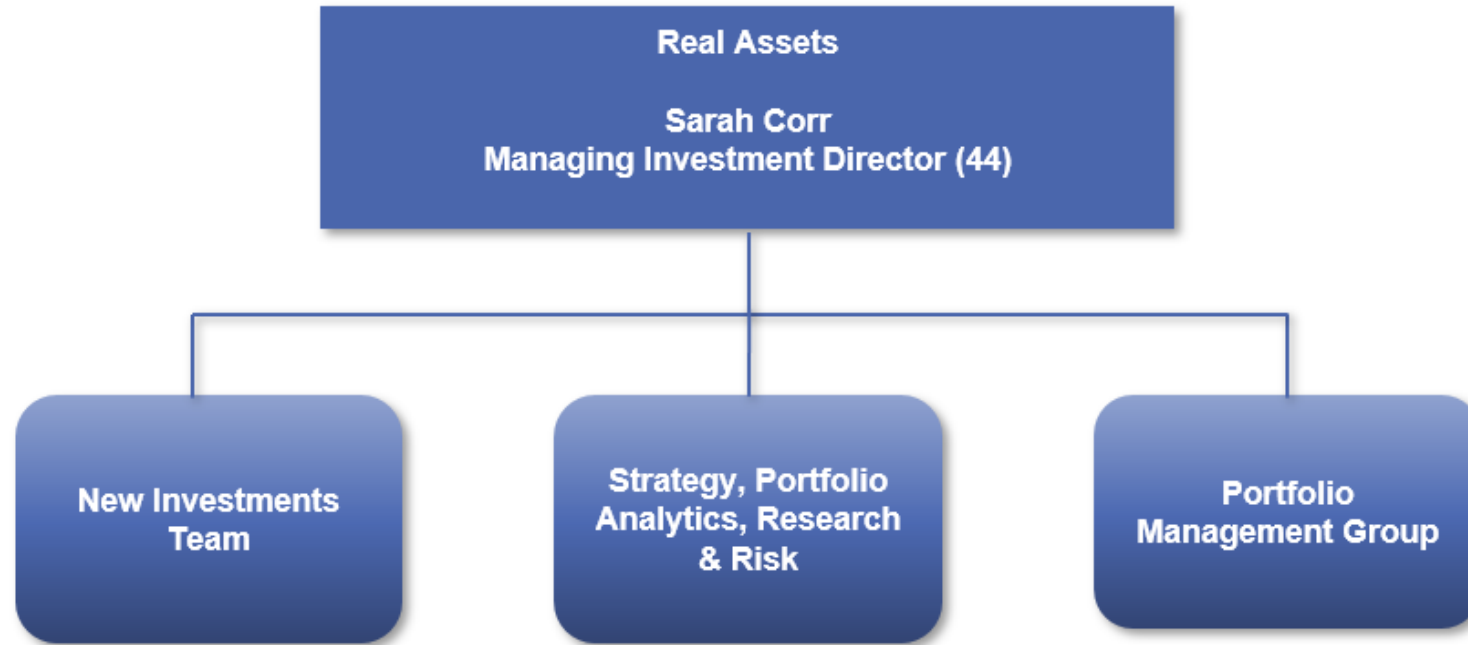 Real Assets
Sarah Corr
Managing Investment Director (44)
New Investments
Team
Strategy, Portfolio
Analytics, Research
& Risk
Portfolio
Management Group